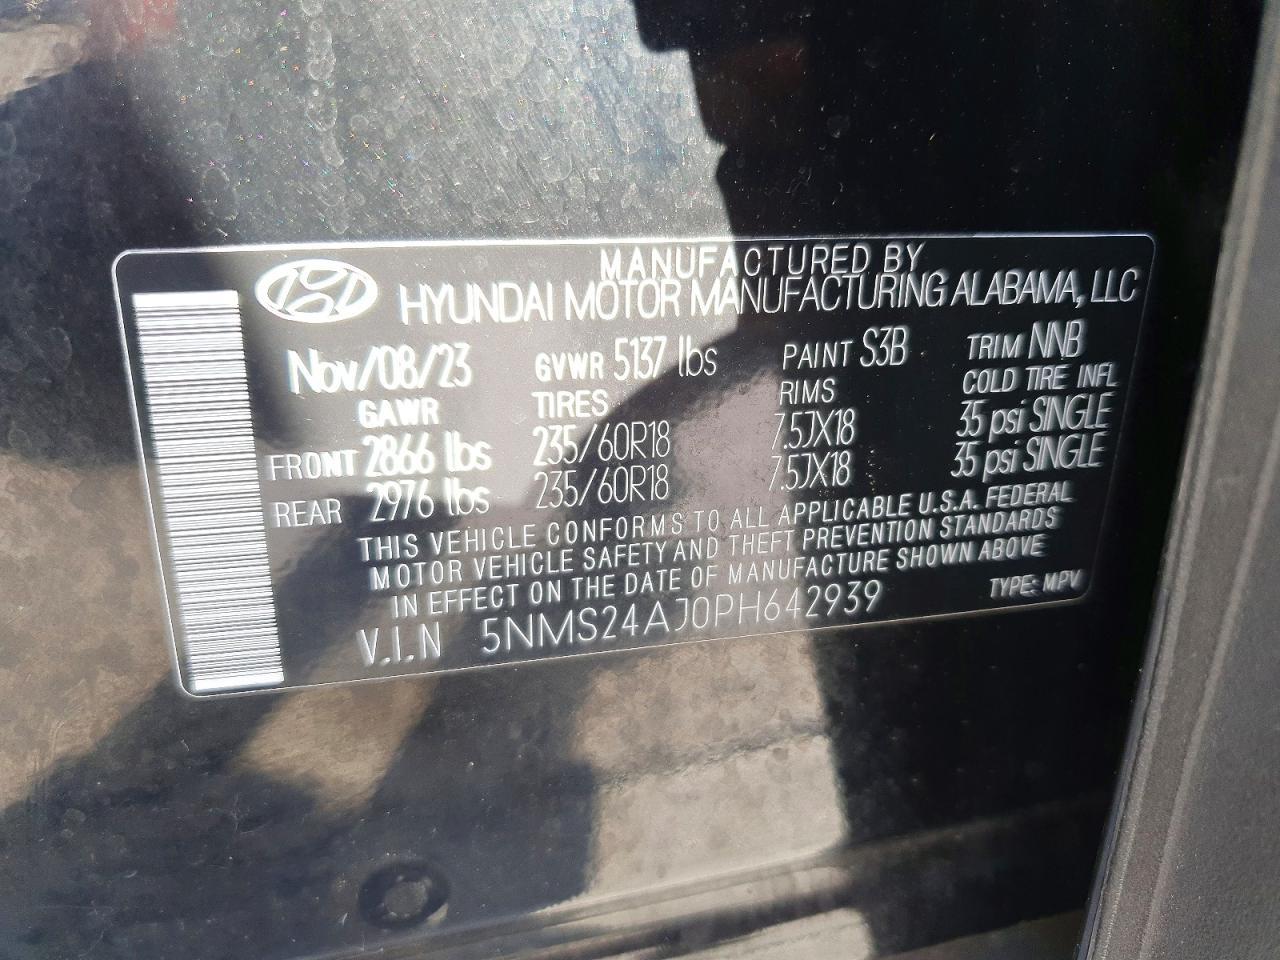 MANUFACTURED BY
HYUNDAI MOTOR MANUFACTURING ALABAMA, LLC
Nov/08/23 GVWR 5137 lbs PAINT S3B TRIM NNB
GAWR TIRES RIMS COLD TIRE INFL
FRONT 2866 lbs 235/60R18 7.5JX18 35 psi SINGLE
REAR 2976 lbs 235/60R18 7.5JX18 35 psi SINGLE
THIS VEHICLE CONFORMS TO ALL APPLICABLE U.S.A. FEDERAL
MOTOR VEHICLE SAFETY AND THEFT PREVENTION STANDARDS
IN EFFECT ON THE DATE OF MANUFACTURE SHOWN ABOVE
V.I.N 5NMS24AJ0PH642939 TYPE: MPV